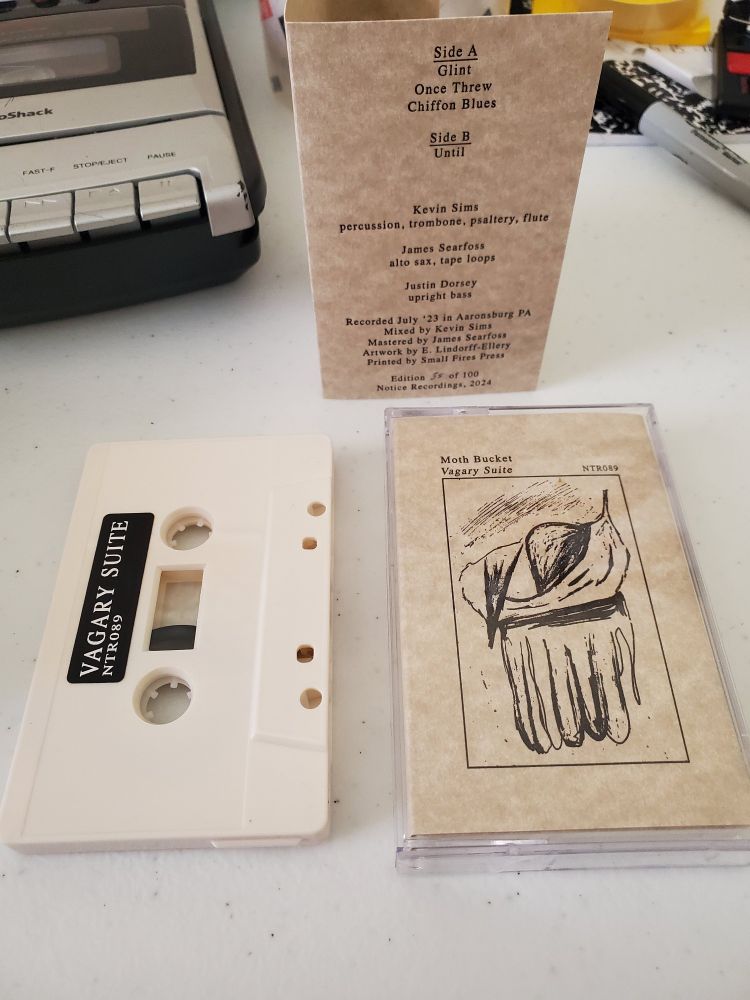 oShack
FAST-F STOP/EJECT PAUSE
Side A
Glint
Once Threw
Chiffon Blues
Side B
Until
Kevin Sims
percussion, trombone, psaltery, flute
James Searfoss
alto sax, tape loops
Justin Dorsey
upright bass
Recorded July '23 in Aaronsburg PA
Mixed by Kevin Sims
Mastered by James Searfoss
Artwork by E. Lindorff-Ellery
Printed by Small Fires Press
Edition of 100
Notice Recordings, 2024
VAGARY SUITE
NTR089
Moth Bucket
Vagary Suite NTR089